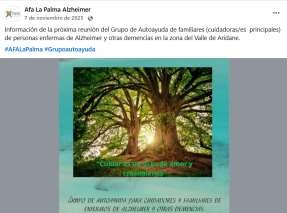 Afa La Palma Alzheimer
7 de noviembre de 2025
Información de la próxima reunión del Grupo de Autoayuda de familiares (cuidadoras/es principales)
de personas enfermas de Alzheimer y otras demencias en la zona del Valle de Aridane.
#AFALaPalma #Grupoautoayuda
"Cuidar es un acto de amor y
GRUPO DE AUTOAYUDA PARA CUIDADORES Y FAMILIARES DE
ENFERMOS DE ALZHEIMER Y OTRAS DEMENCIAS